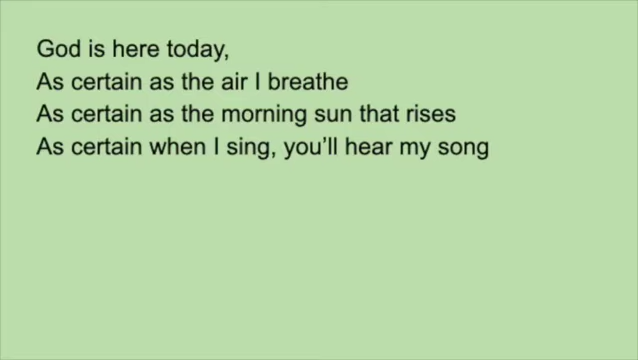 God is here today,
As certain as the air I breathe
As certain as the morning sun that rises
As certain when I sing, you’ll hear my song